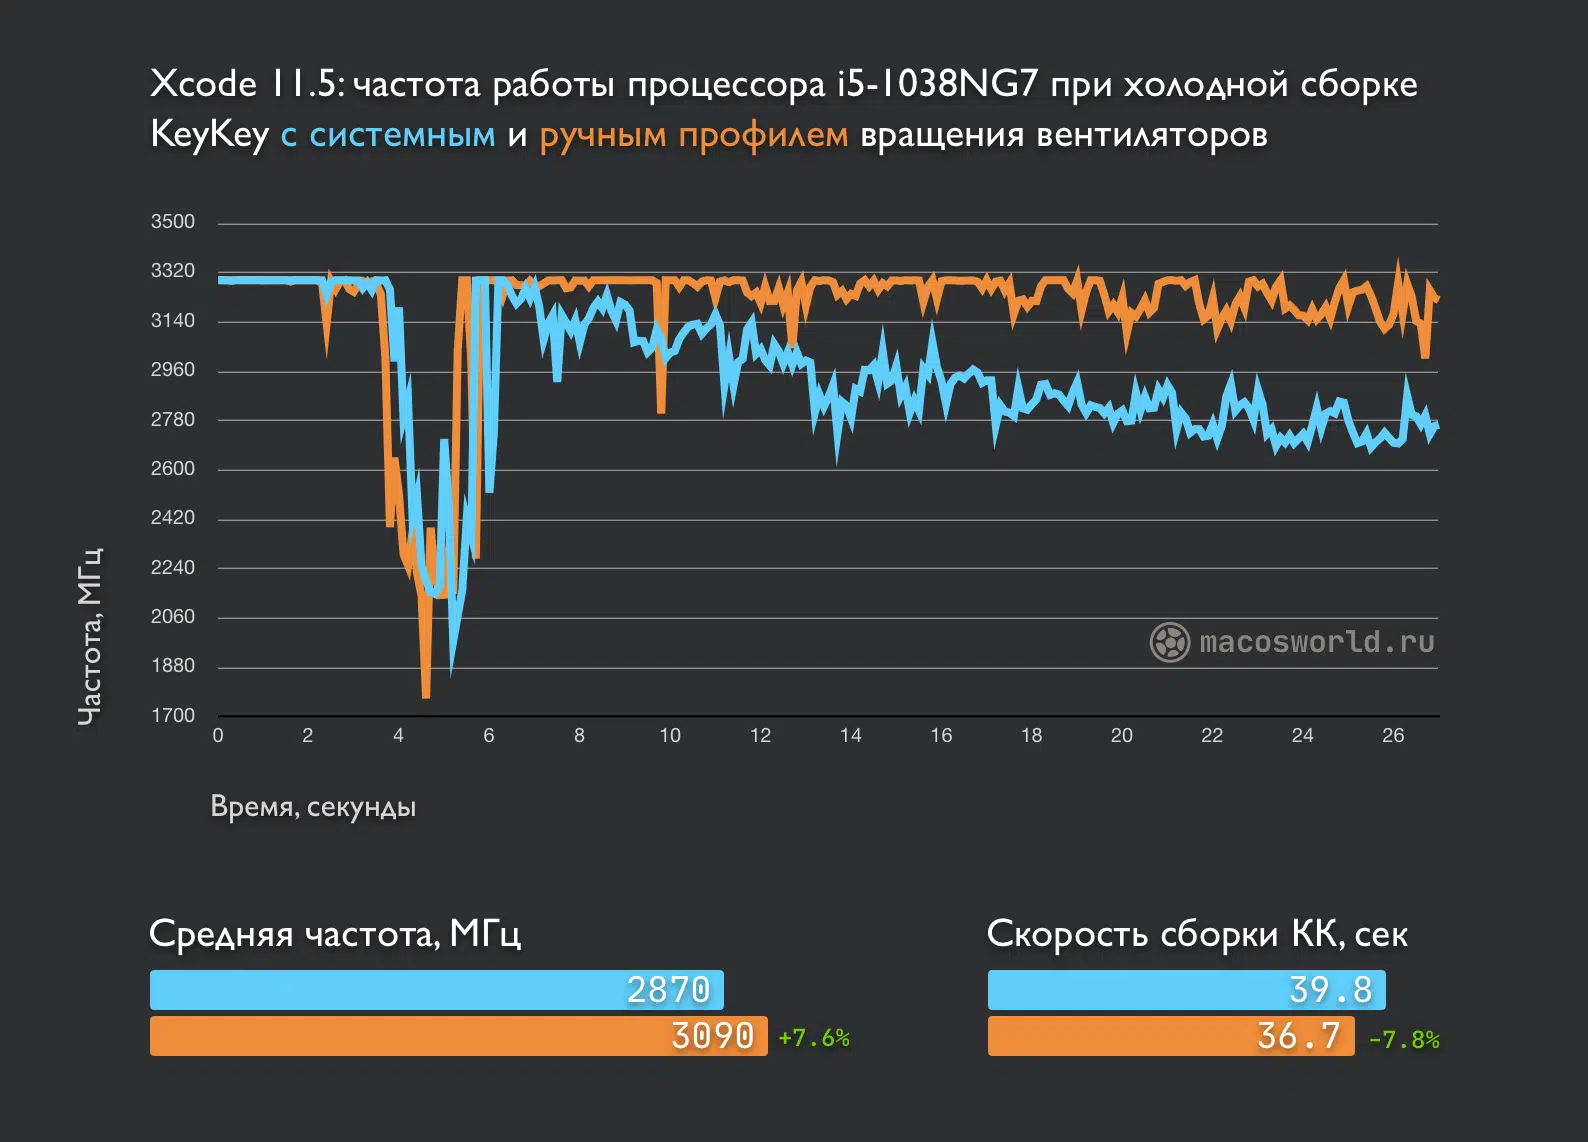 Xcode 11.5: частота работы процессора i5-1038NG7 при холодной сборке
KeyKey с системным и ручным профилем вращения вентиляторов
3500
3320
3140
2960
2780
2600
2420
2240
2060
1880
1700
Частота, МГц
macosworld.ru
0 2 4 6 8 10 12 14 16 18 20 22 24 26
Время, секунды
Средняя частота, МГц
2870
3090 +7.6%
Скорость сборки КК, сек
39.8
36.7 -7.8%